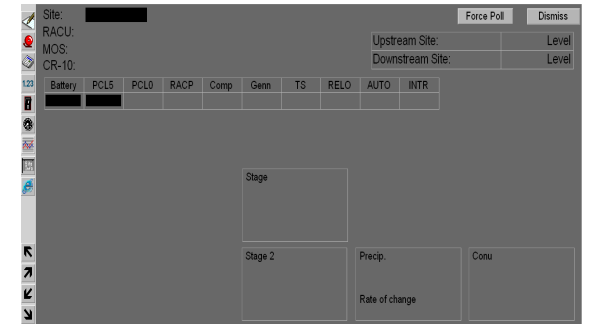 Site:
Force Poll
Dismiss
RACU:
MOS:
CR-10:
Upstream Site: Level
Downstream Site: Level
1.23
Battery PCL5 PCL0 RACP Comp Genn TS RELO AUTO INTR
Stage
Stage 2
Precip.
Conu
Rate of change